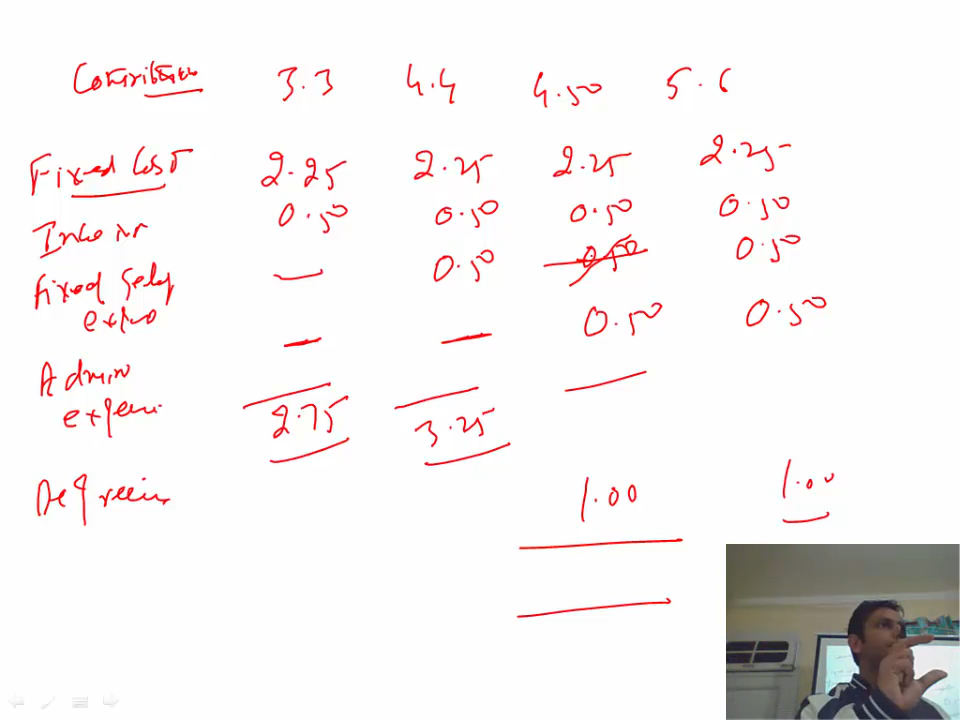 Contribution 3.3 4.4 4.50 5.6
Fixed Cost 2.25 2.25 2.25 2.25
0.50 0.50 0.50 0.50
Fixed 0.50 0.50 0.50
0.50 0.50
Admin
2.75 3.25
1.00 1.00